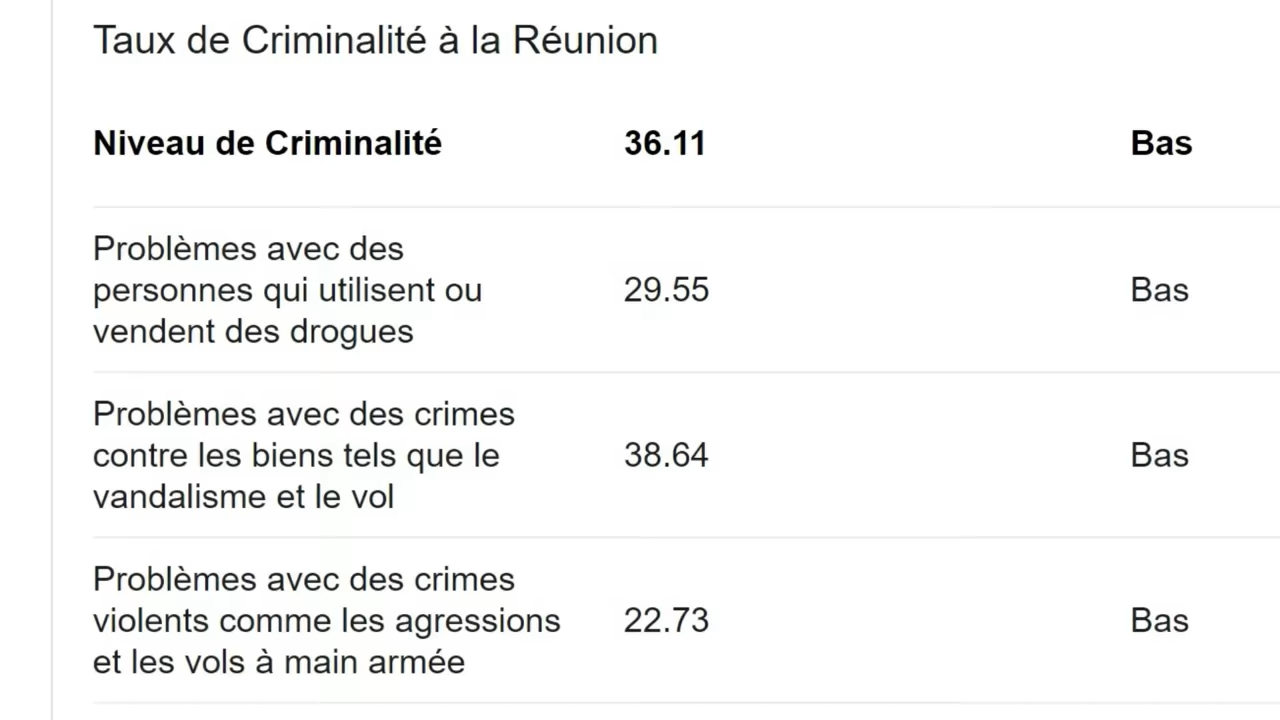 Taux de Criminalité à la Réunion
Niveau de Criminalité 36.11 Bas
Problèmes avec des
personnes qui utilisent ou 29.55 Bas
vendent des drogues
Problèmes avec des crimes
contre les biens tels que le 38.64 Bas
vandalisme et le vol
Problèmes avec des crimes
violents comme les agressions 22.73 Bas
et les vols à main armée